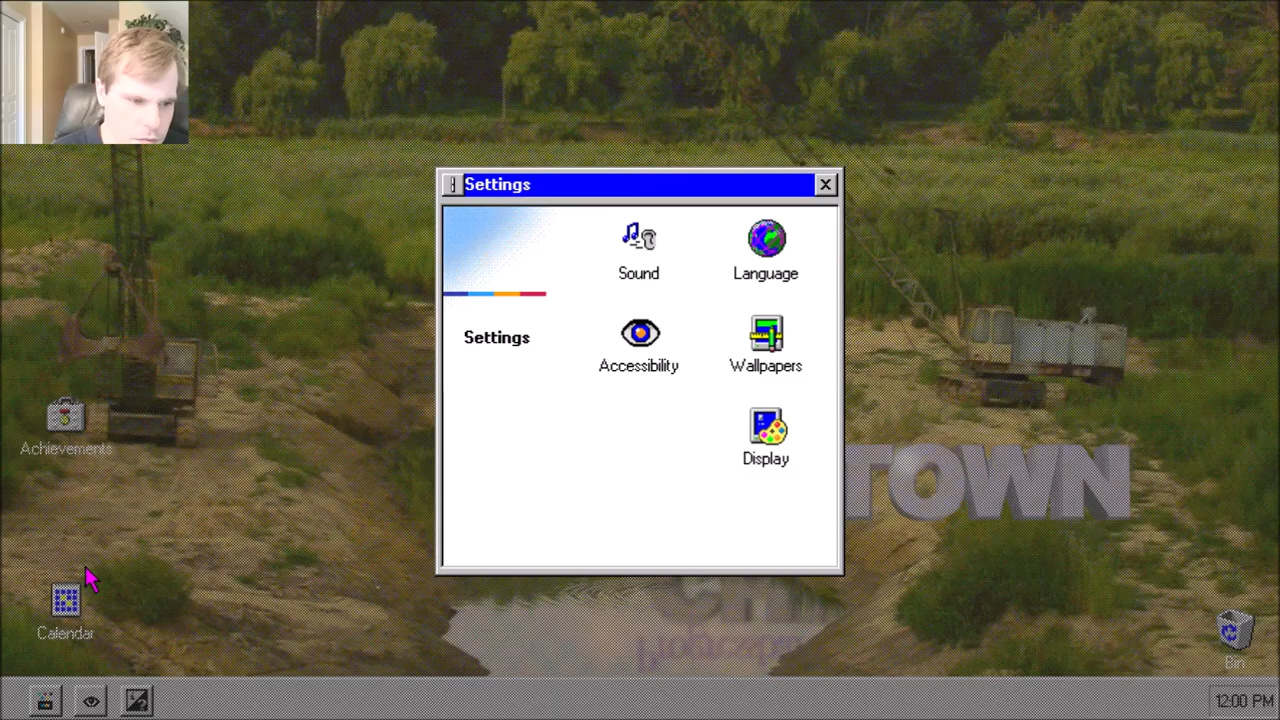 Settings
Sound
Language
Settings
Accessibility
Wallpapers
Achievements
Display
TOWN
Calendar
Bin
12:00 PM